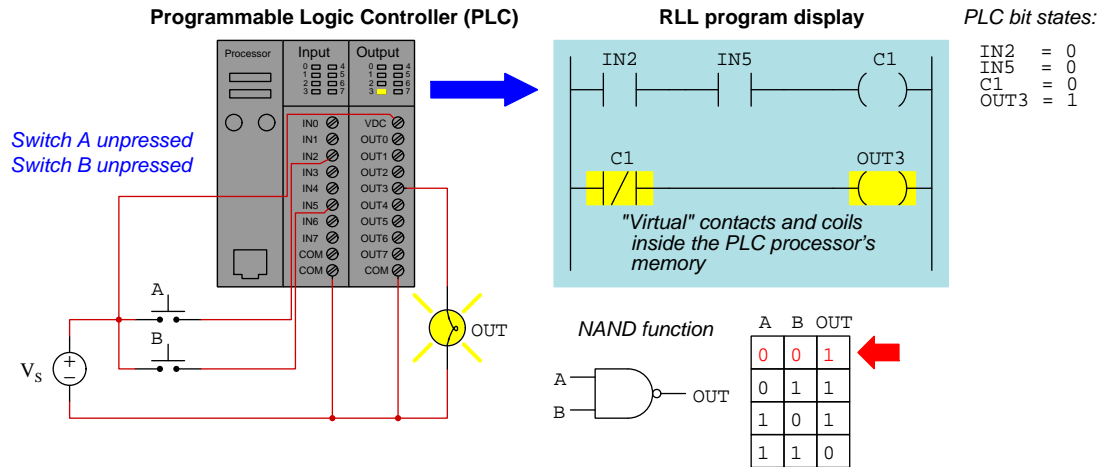 Programmable Logic Controller (PLC)
RLL program display
PLC bit states:
Processor
Input
Output
0 4
1 5
2 6
3 7
0 4
1 5
2 6
3 7
IN2 = 0
IN5 = 0
C1 = 0
OUT3 = 1
IN2 IN5 C1
Switch A unpressed
Switch B unpressed
IN0 VDC
IN1 OUT0
IN2 OUT1
IN3 OUT2
IN4 OUT3
IN5 OUT4
IN6 OUT5
IN7 OUT6
COM OUT7
COM COM
C1 OUT3
"Virtual" contacts and coils
inside the PLC processor's
memory
A
B
VS
+
−
OUT
NAND function
A
B
OUT
A B OUT
0 0 1
0 1 1
1 0 1
1 1 0